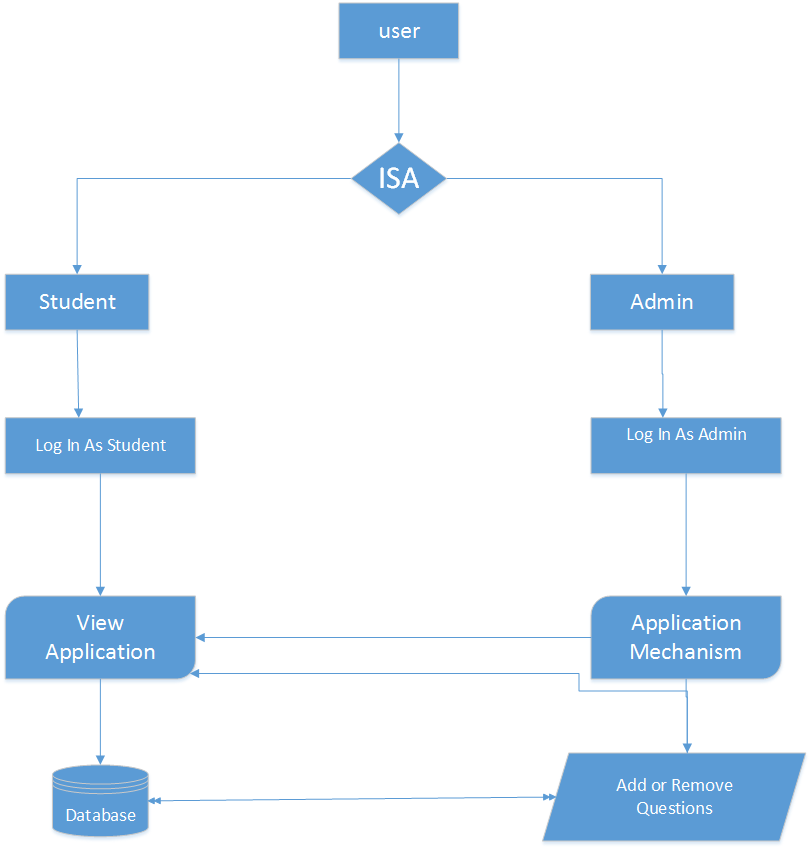 user
ISA
Student
Admin
Log In As Student
Log In As Admin
View
Application
Application
Mechanism
Database
Add or Remove
Questions